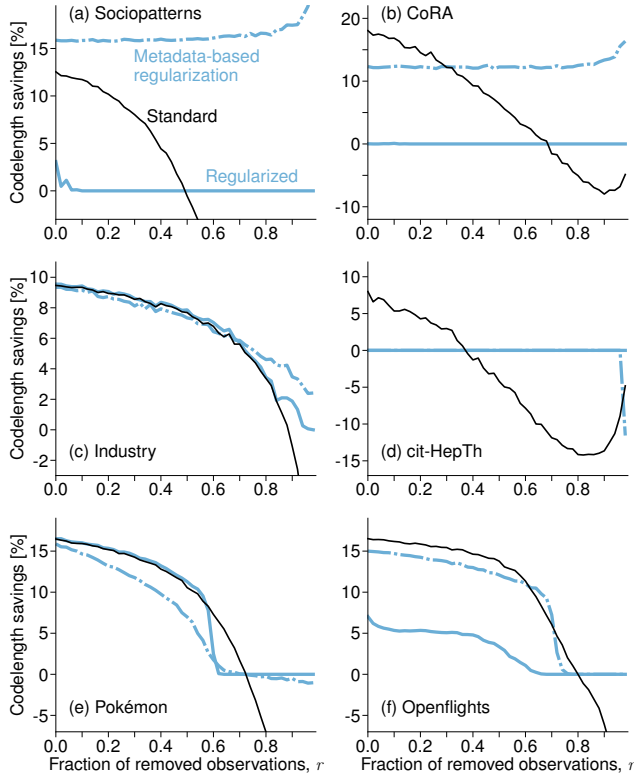 (a) Sociopatterns
(b) CoRA
Codelength savings [%]
15
10
5
0
Metadata-based
regularization
Standard
Regularized
0.0 0.2 0.4 0.6 0.8
20
10
0
-10
0.0 0.2 0.4 0.6 0.8
Codelength savings [%]
10
8
6
4
2
0
-2
(c) Industry
0.0 0.2 0.4 0.6 0.8
10
5
0
-5
-10
-15
(d) cit-HepTh
0.0 0.2 0.4 0.6 0.8
Codelength savings [%]
15
10
5
0
-5
(e) Pokémon
0.0 0.2 0.4 0.6 0.8
Fraction of removed observations, r
15
10
5
0
-5
(f) Openflights
0.0 0.2 0.4 0.6 0.8
Fraction of removed observations, r